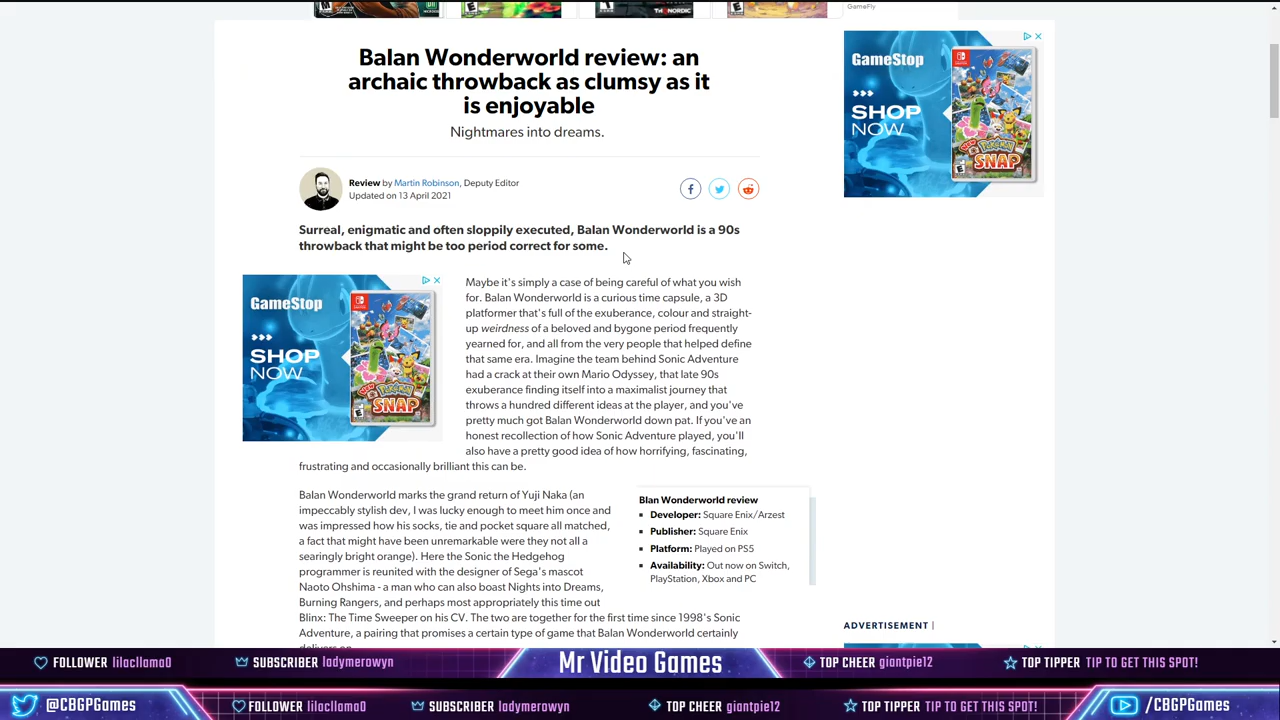 GameFly
Balan Wonderworld review: an
archaic throwback as clumsy as it
is enjoyable
Nightmares into dreams.
Review by Martin Robinson, Deputy Editor
Updated on 13 April 2021
Surreal, enigmatic and often sloppily executed, Balan Wonderworld is a 90s
throwback that might be too period correct for some.
GameStop
SHOP
NOW
Pokémon
SNAP
GameStop
SHOP
NOW
Pokémon
SNAP
Maybe it's simply a case of being careful of what you wish
for. Balan Wonderworld is a curious time capsule, a 3D
platformer that's full of the exuberance, colour and straight-
up weirdness of a beloved and bygone period frequently
yearned for, and all from the very people that helped define
that same era. Imagine the team behind Sonic Adventure
had a crack at their own Mario Odyssey, that late 90s
exuberance finding itself into a maximalist journey that
throws a hundred different ideas at the player, and you've
pretty much got Balan Wonderworld down pat. If you've an
honest recollection of how Sonic Adventure played, you'll
also have a pretty good idea of how horrifying, fascinating,
frustrating and occasionally brilliant this can be.
Balan Wonderworld marks the grand return of Yuji Naka (an
impeccably stylish dev, I was lucky enough to meet him once and
was impressed how his socks, tie and pocket square all matched,
a fact that might have been unremarkable were they not all a
searingly bright orange). Here the Sonic the Hedgehog
programmer is reunited with the designer of Sega's mascot
Naoto Ohshima - a man who can also boast Nights into Dreams,
Burning Rangers, and perhaps most appropriately this time out
Blinx: The Time Sweeper on his CV. The two are together for the first time since 1998's Sonic
Adventure, a pairing that promises a certain type of game that Balan Wonderworld certainly
delivers on.
Blan Wonderworld review
Developer: Square Enix/Arzest
Publisher: Square Enix
Platform: Played on PS5
Availability: Out now on Switch,
PlayStation, Xbox and PC
ADVERTISEMENT
FOLLOWER lilacllama0
SUBSCRIBER ladymerowyn
Mr Video Games
TOP CHEER giantpie12
TOP TIPPER TIP TO GET THIS SPOT!
@CBGPGames
FOLLOWER lilacllama0
SUBSCRIBER ladymerowyn
TOP CHEER giantpie12
TOP TIPPER TIP TO GET THIS SPOT!
/CBGPGames